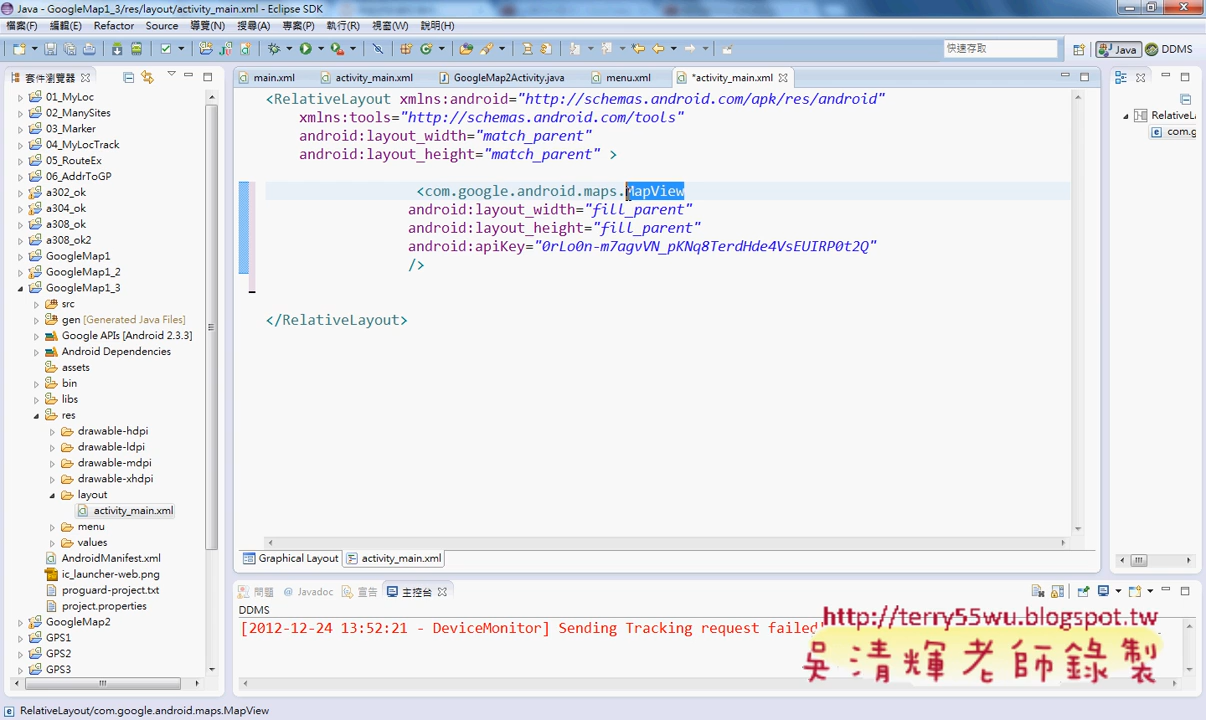 Java - GoogleMap1_3/res/layout/activity_main.xml - Eclipse SDK
檔案(F) 編輯(E) Refactor Source 導覽(N) 搜尋(A) 專案(P) 執行(R) 視窗(W) 說明(H)
快速存取 Java DDMS
套件瀏覽器
main.xml activity_main.xml GoogleMap2Activity.java menu.xml *activity_main.xml
01_MyLoc
02_ManySites
03_Marker
04_MyLocTrack
05_RouteEx
06_AddrToGP
a302_ok
a304_ok
a308_ok
a308_ok2
GoogleMap1
GoogleMap1_2
GoogleMap1_3
src
gen [Generated Java Files]
Google APIs [Android 2.3.3]
Android Dependencies
assets
bin
libs
res
drawable-hdpi
drawable-ldpi
drawable-mdpi
drawable-xhdpi
layout
activity_main.xml
menu
values
AndroidManifest.xml
ic_launcher-web.png
proguard-project.txt
project.properties
GoogleMap2
GPS1
GPS2
GPS3
<RelativeLayout xmlns:android="http://schemas.android.com/apk/res/android"
xmlns:tools="http://schemas.android.com/tools"
android:layout_width="match_parent"
android:layout_height="match_parent" >
<com.google.android.maps.MapView
android:layout_width="fill_parent"
android:layout_height="fill_parent"
android:apiKey="0rLo0n-m7agvVN_pKNq8TerdHde4VsEUIRP0t2Q"
/>
</RelativeLayout>
RelativeLa
com.g
Graphical Layout activity_main.xml
問題 @ Javadoc 宣告 主控台
DDMS
[2012-12-24 13:52:21 - DeviceMonitor] Sending Tracking request failed!
http://terry55wu.blogspot.tw
吳清輝老師錄製
RelativeLayout/com.google.android.maps.MapView